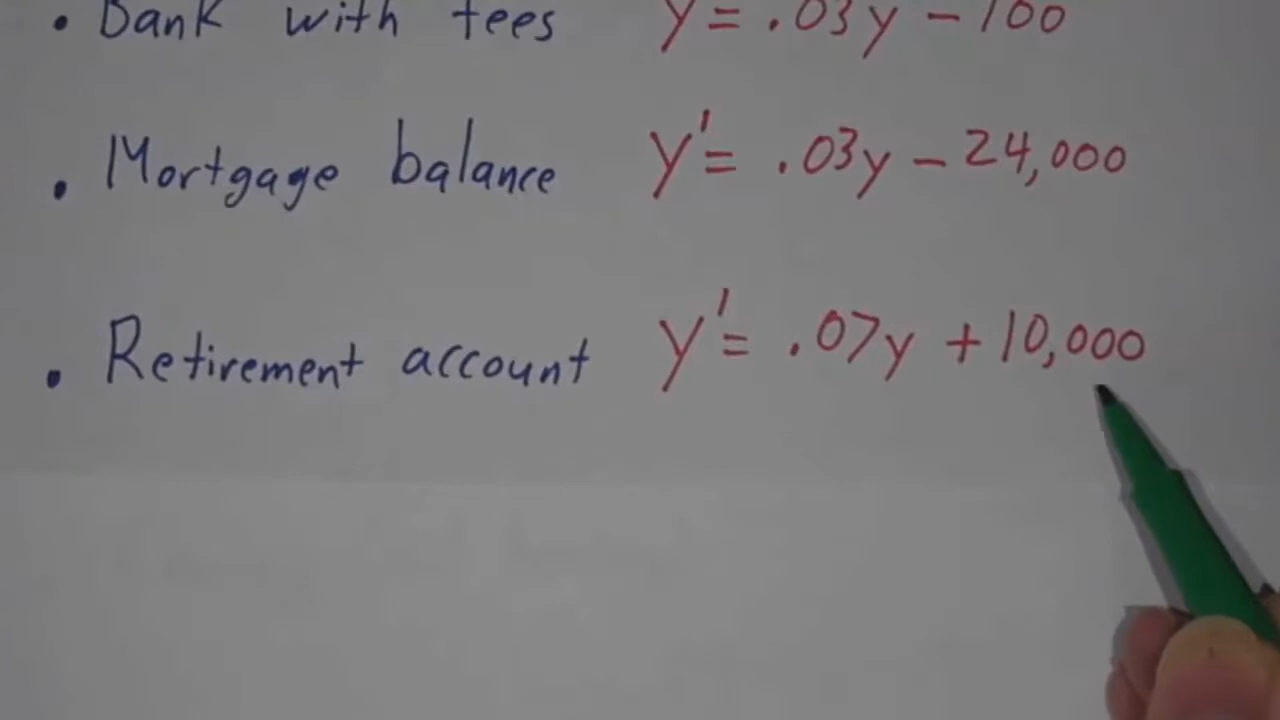 • Bank with fees y = .03y – 100
• Mortgage balance y' = .03y – 24,000
• Retirement account y' = .07y + 10,000